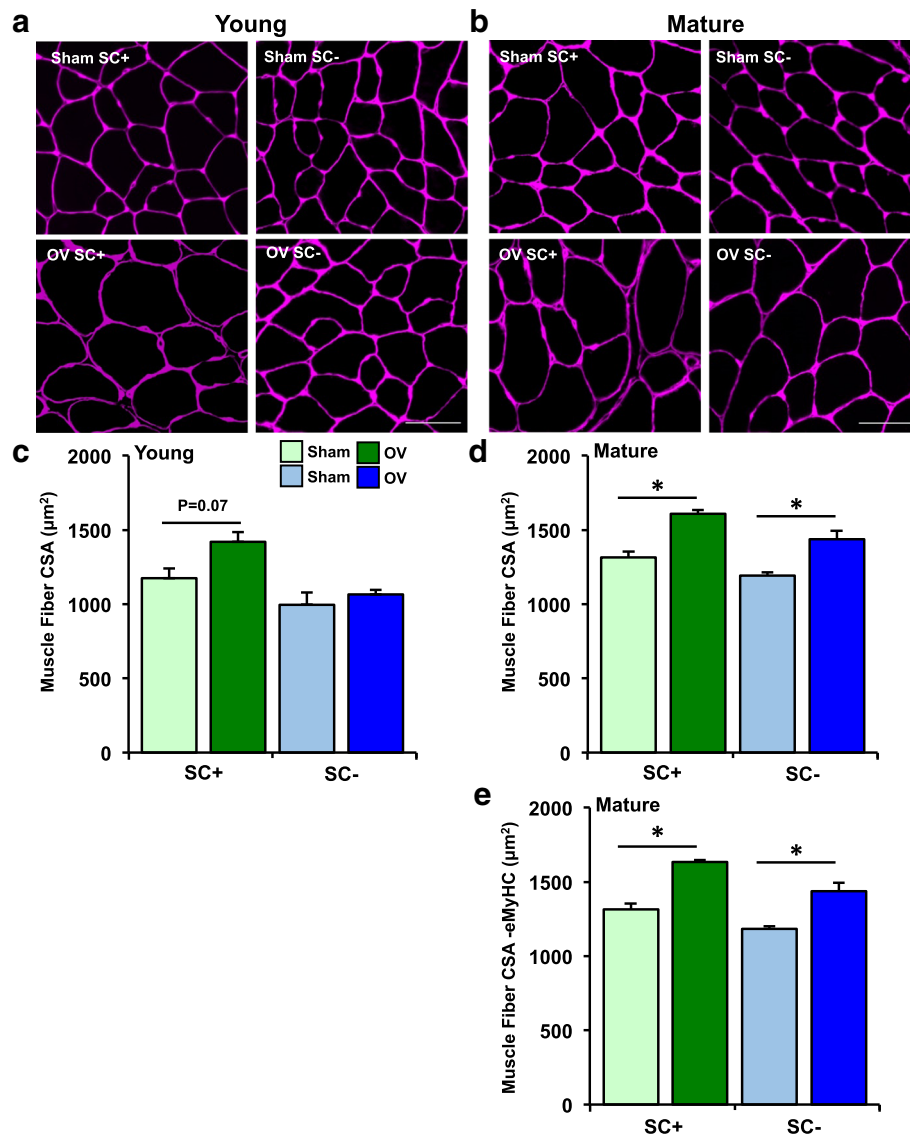 a Young
Sham SC+ Sham SC-
OV SC+ OV SC-
b Mature
Sham SC+ Sham SC-
OV SC+ OV SC-
c Young
Sham OV
Sham OV
Muscle Fiber CSA (µm²)
2000
1500
1000
500
0
P=0.07
SC+ SC-
d Mature
Muscle Fiber CSA (µm²)
2000
1500
1000
500
0
* *
SC+ SC-
e Mature
Muscle Fiber CSA -eMyHC (µm²)
2000
1500
1000
500
0
* *
SC+ SC-